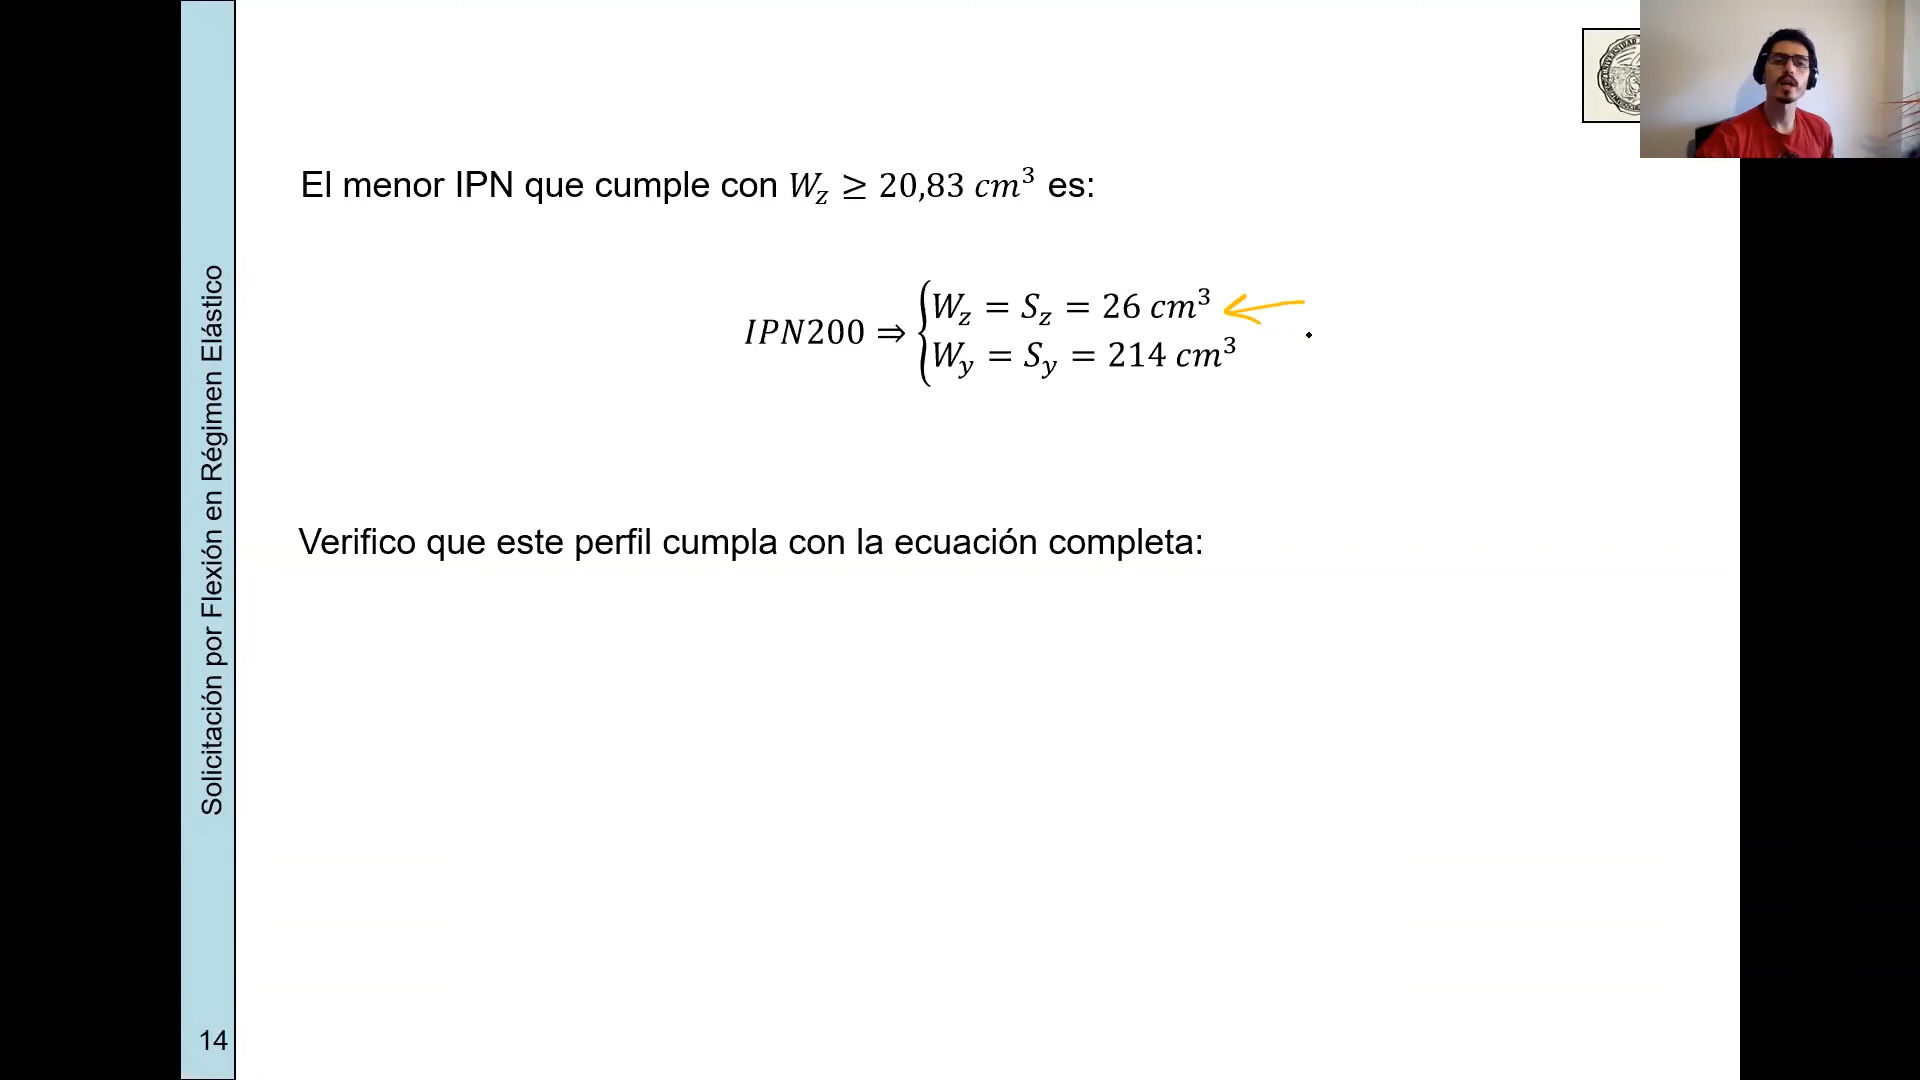 El menor IPN que cumple con W_z ≥ 20,83 cm³ es:
IPN200 ⇒ { W_z = S_z = 26 cm³
W_y = S_y = 214 cm³
Verifico que este perfil cumpla con la ecuación completa:
Solicitación por Flexión en Régimen Elástico
14